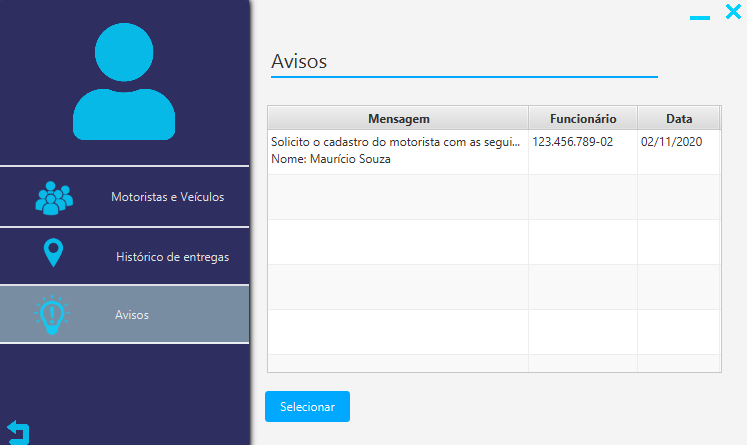 Avisos
Mensagem Funcionário Data
Solicito o cadastro do motorista com as segui... 123.456.789-02 02/11/2020
Nome: Maurício Souza
Motoristas e Veículos
Histórico de entregas
Avisos
Selecionar